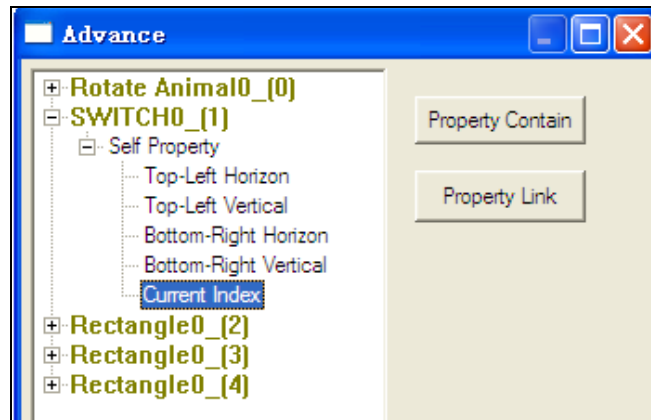 Advance
Rotate Animal0_(0)
SWITCH0_(1)
Self Property
Top-Left Horizon
Top-Left Vertical
Bottom-Right Horizon
Bottom-Right Vertical
Current Index
Rectangle0_(2)
Rectangle0_(3)
Rectangle0_(4)
Property Contain
Property Link